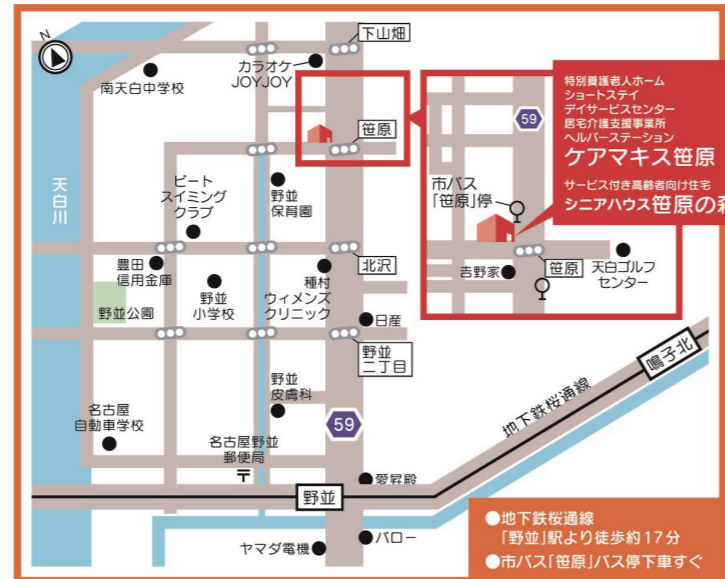 N
下山畑
カラオケ
JOYJOY
南天白中学校
笹原
天白川
ビート
スイミング
クラブ
野並
保育園
北沢
豊田
信用金庫
野並
小学校
種村
ウィメンズ
クリニック
野並公園
日産
野並
二丁目
野並
皮膚科
名古屋
自動車学校
59
名古屋野並
郵便局
〒
愛昇殿
野並
ヤマダ電機
バロー
地下鉄桜通線
鳴子北
59
市バス
「笹原」停
吉野家
笹原
天白ゴルフ
センター
特別養護老人ホーム
ショートステイ
デイサービスセンター
居宅介護支援事業所
ヘルパーステーション
ケアマキス笹原
サービス付き高齢者向け住宅
シニアハウス笹原の森
●地下鉄桜通線
「野並」駅より徒歩約17分
●市バス「笹原」バス停下車すぐ